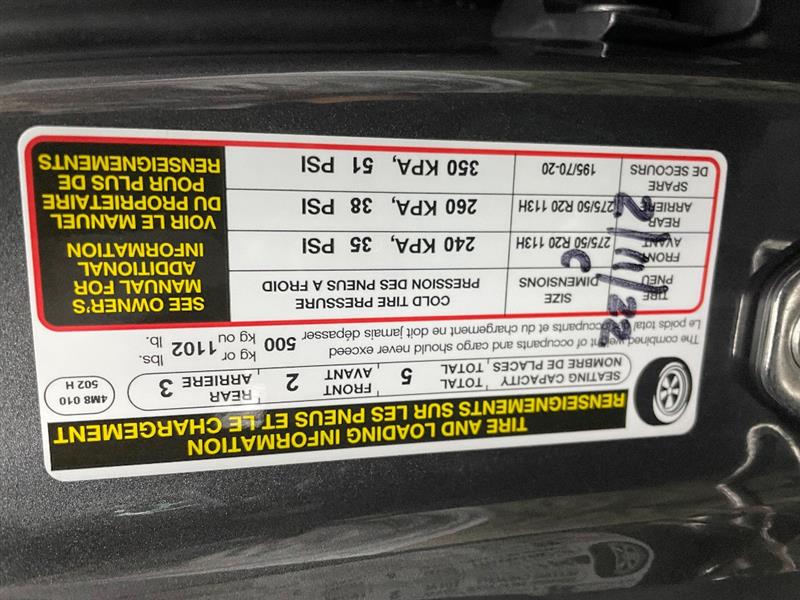 TIRE AND LOADING INFORMATION
RENSEIGNEMENTS SUR LES PNEUS ET LE CHARGEMENT
SEATING CAPACITY TOTAL 5 FRONT 2 REAR 3
NOMBRE DE PLACES, TOTAL AVANT ARRIERE
4M8 010
502 H
The combined weight of occupants and cargo should never exceed 500 kg or 1102 lbs.
Le poids total des occupants et du chargement ne doit jamais dépasser kg ou lb.
TIRE SIZE COLD TIRE PRESSURE
PNEU DIMENSIONS PRESSION DES PNEUS A FROID
FRONT 275/50 R20 113H 240 KPA, 35 PSI
AVANT
REAR 275/50 R20 113H 260 KPA, 38 PSI
ARRIERE
SPARE 195/70-20 350 KPA, 51 PSI
DE SECOURS
SEE OWNER'S
MANUAL FOR
ADDITIONAL
INFORMATION
VOIR LE MANUEL
DU PROPRIETAIRE
POUR PLUS DE
RENSEIGNEMENTS
2/11/22
C